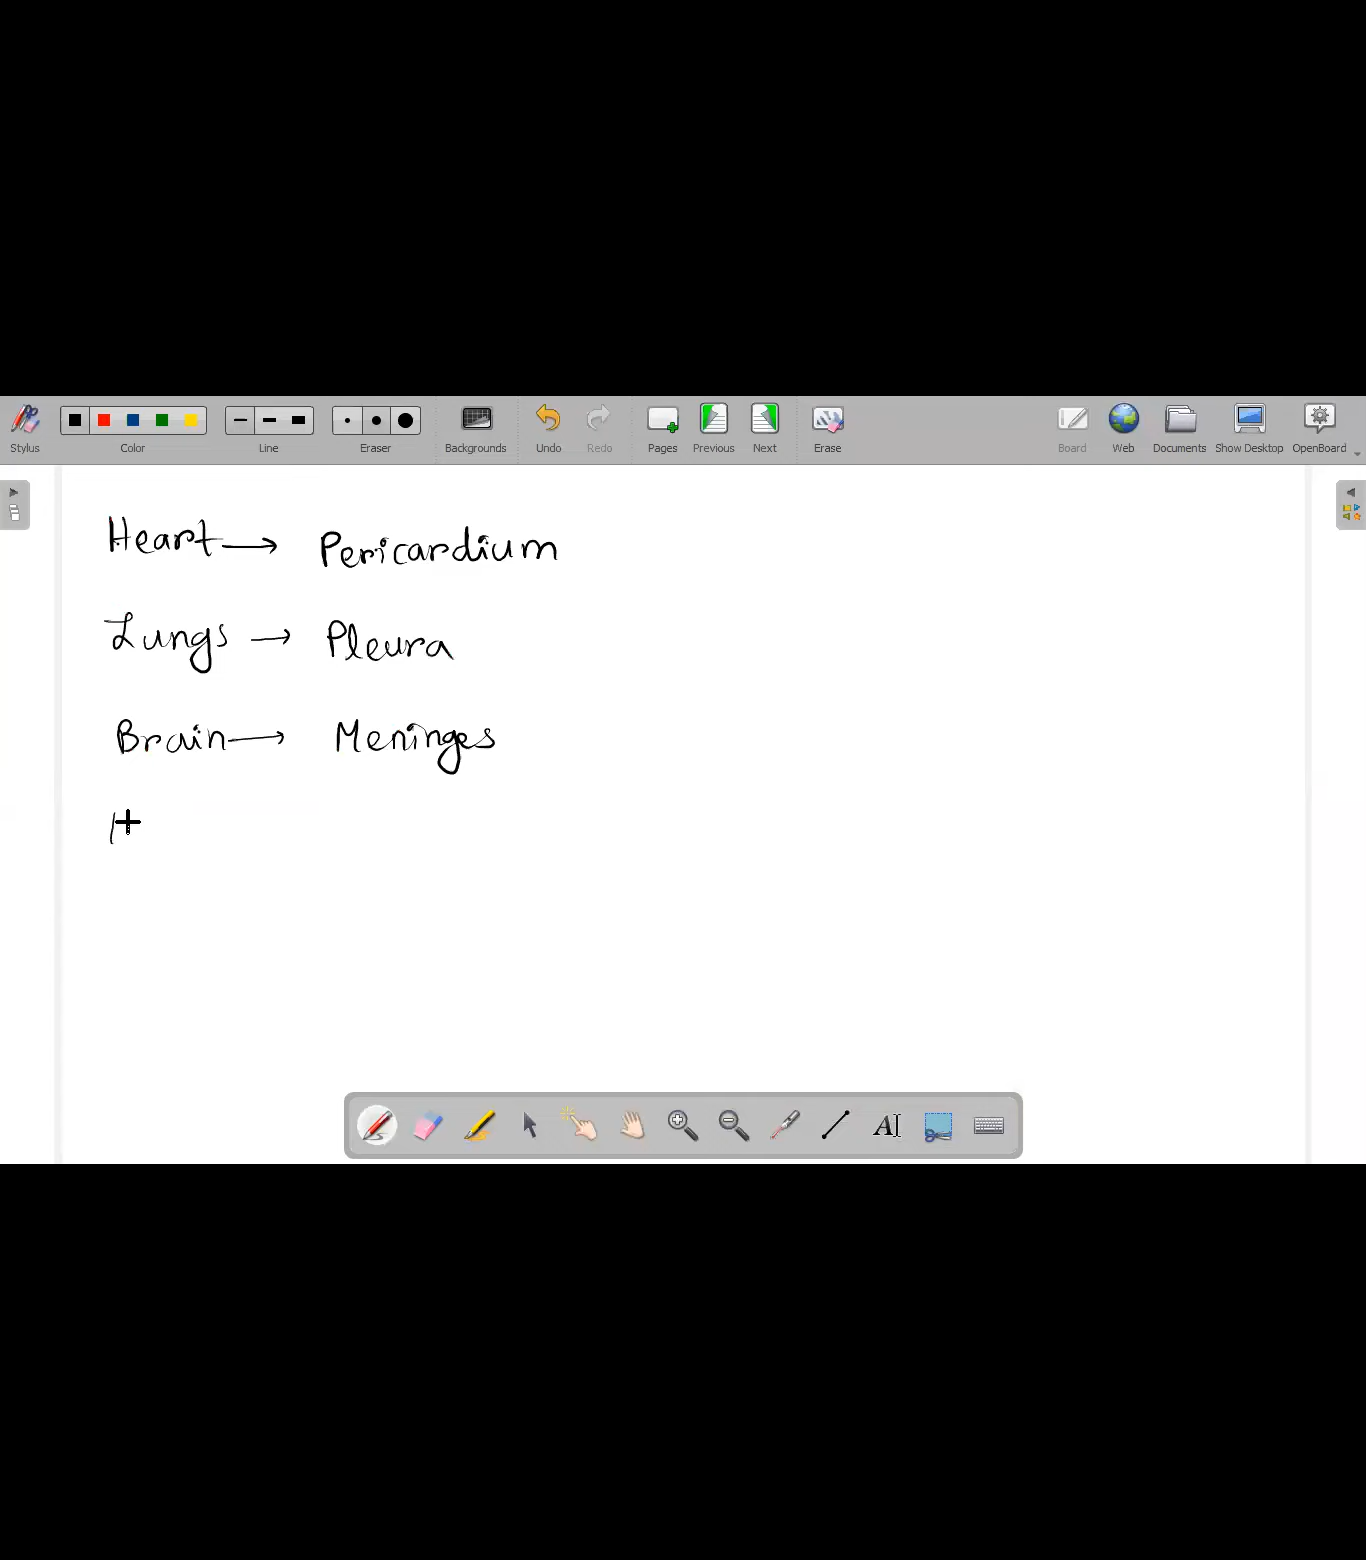 Stylus Color Line Eraser Backgrounds Undo Redo Pages Previous Next Erase Board Web Documents Show Desktop OpenBoard
Heart → Pericardium
Lungs → Pleura
Brain → Meninges